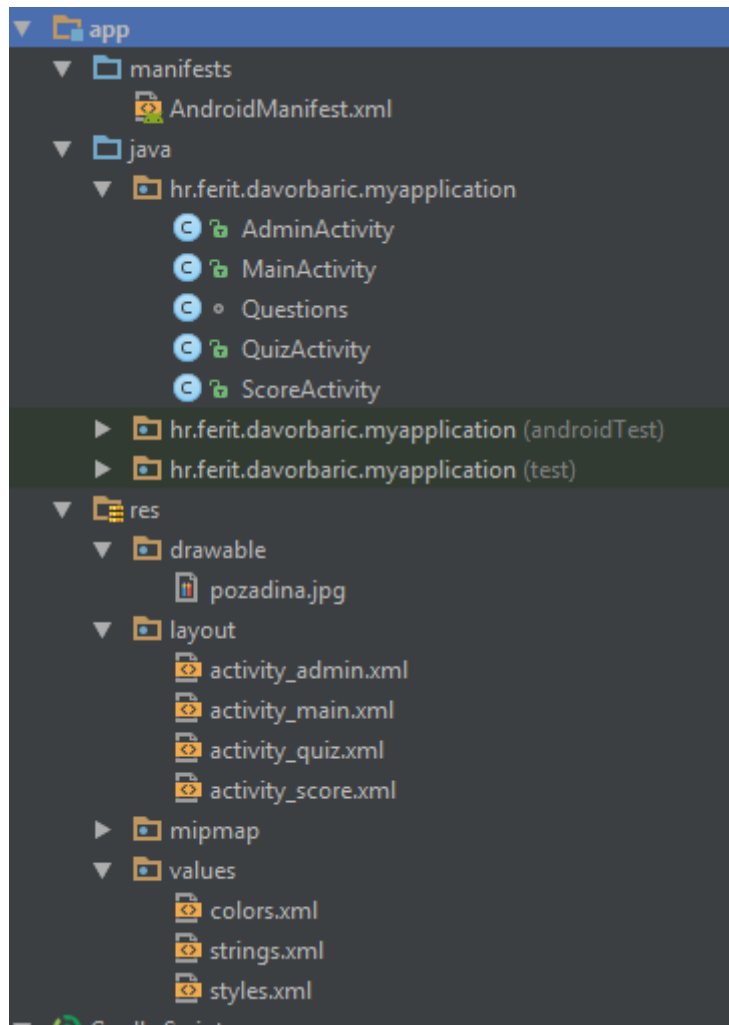 app
manifests
AndroidManifest.xml
java
hr.ferit.davorbaric.myapplication
AdminActivity
MainActivity
Questions
QuizActivity
ScoreActivity
hr.ferit.davorbaric.myapplication (androidTest)
hr.ferit.davorbaric.myapplication (test)
res
drawable
pozadina.jpg
layout
activity_admin.xml
activity_main.xml
activity_quiz.xml
activity_score.xml
mipmap
values
colors.xml
strings.xml
styles.xml